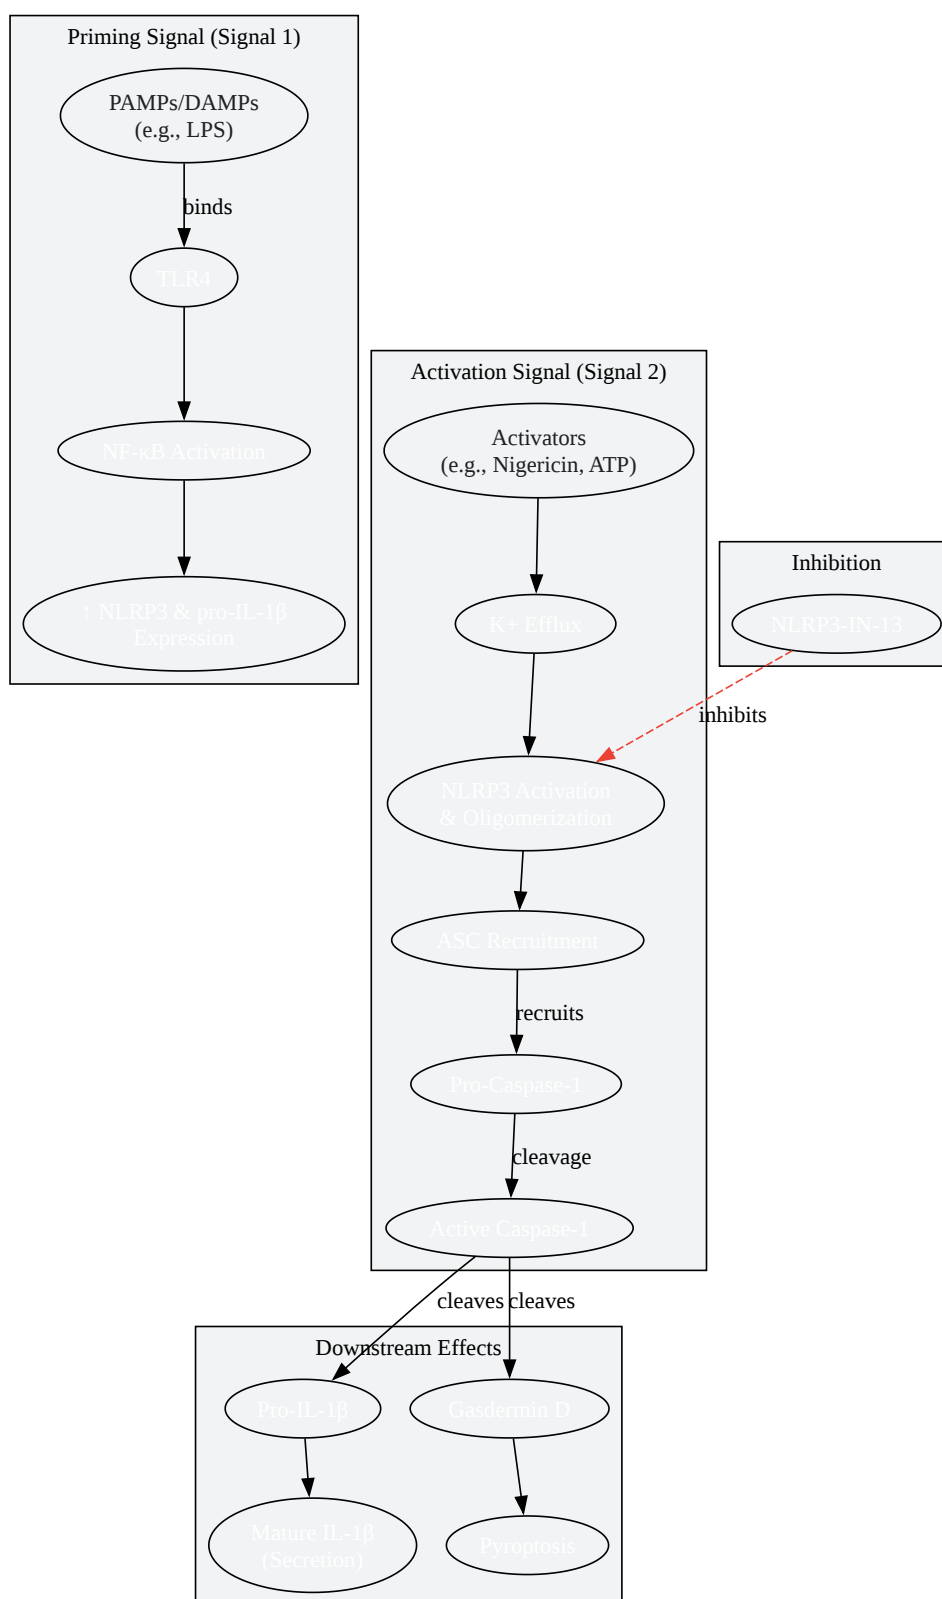 Priming Signal (Signal 1)
PAMPs/DAMPs
(e.g., LPS)
binds
TLR4
NF-κB Activation
↑ NLRP3 & pro-IL-1β
Expression
Activation Signal (Signal 2)
Activators
(e.g., Nigericin, ATP)
K+ Efflux
NLRP3 Activation
& Oligomerization
ASC Recruitment
recruits
Pro-Caspase-1
cleavage
Active Caspase-1
Inhibition
NLRP3-IN-13
inhibits
cleaves
cleaves
Downstream Effects
Pro-IL-1β
Gasdermin D
Mature IL-1β
(Secretion)
Pyroptosis